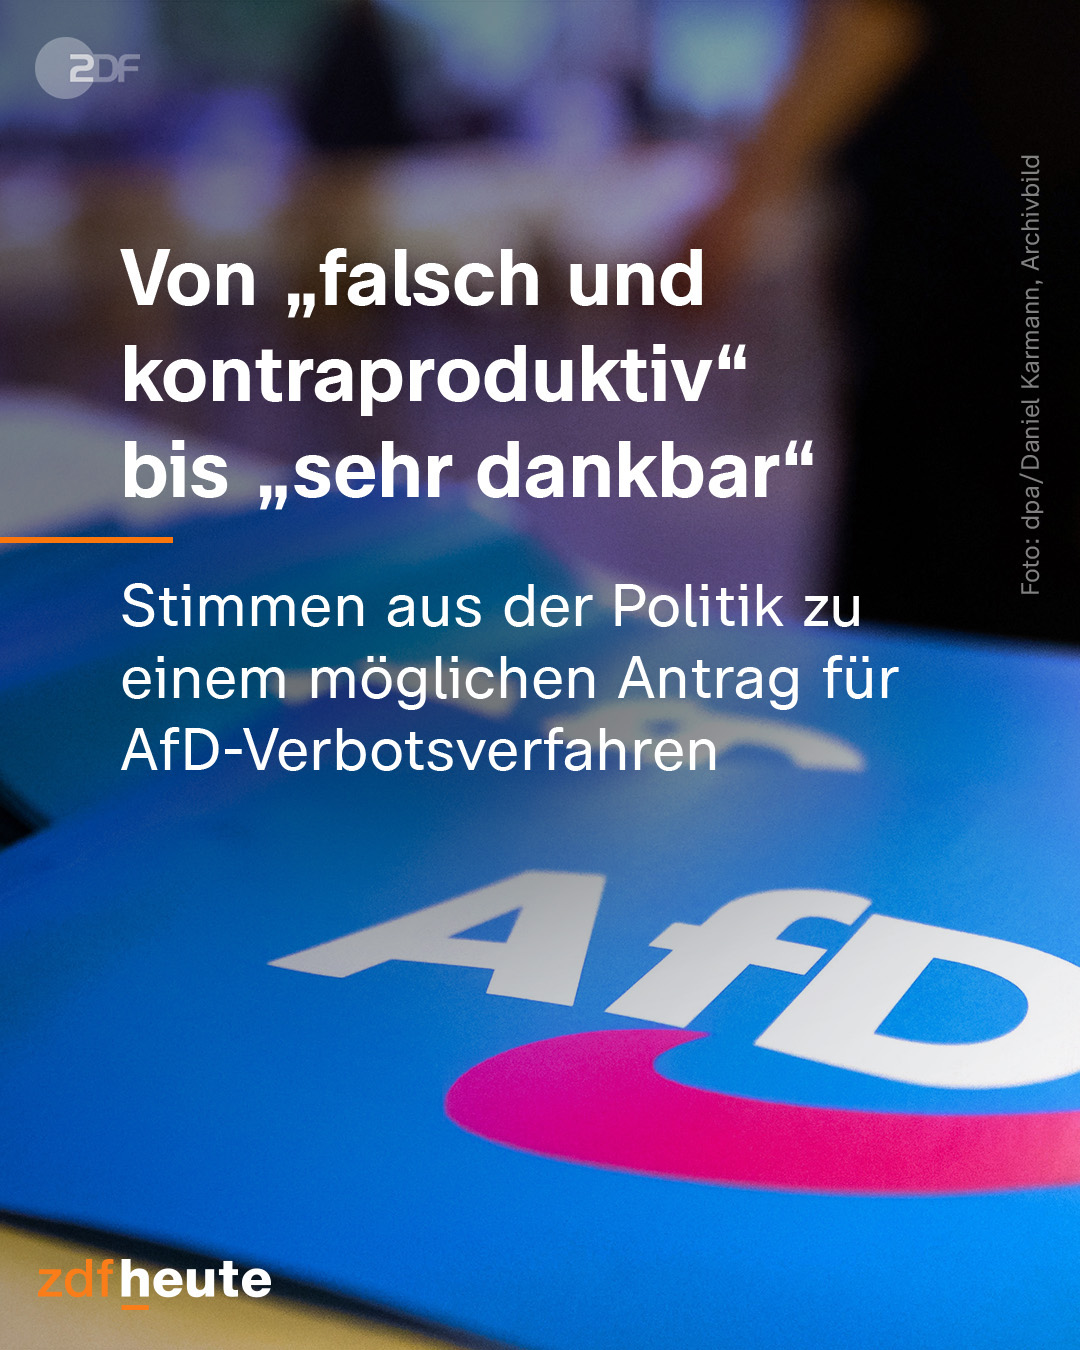 ZDF
Von „falsch und
kontraproduktiv“
bis „sehr dankbar“
Stimmen aus der Politik zu
einem möglichen Antrag für
AfD-Verbotsverfahren
Foto: dpa/Daniel Karmann, Archivbild
AfD
zdfheute